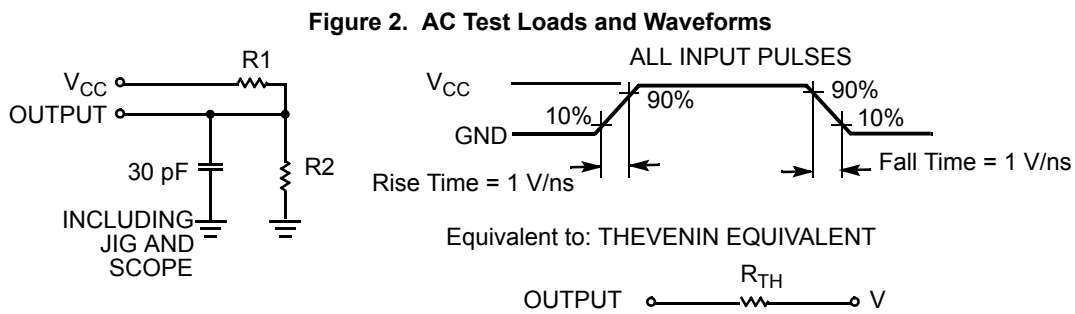 Figure 2. AC Test Loads and Waveforms
R1
VCC
OUTPUT
30 pF
R2
INCLUDING
JIG AND
SCOPE
ALL INPUT PULSES
VCC
GND
10%
90%
90%
10%
Rise Time = 1 V/ns
Fall Time = 1 V/ns
Equivalent to: THEVENIN EQUIVALENT
RTH
OUTPUT
V